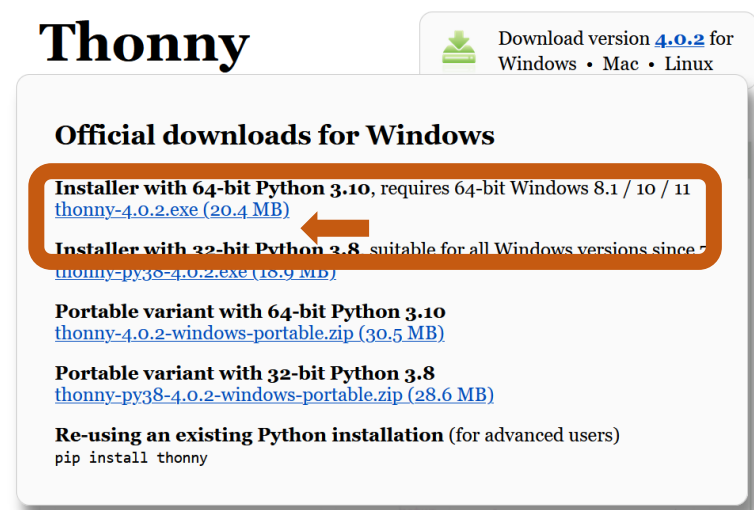 Thonny
Download version 4.0.2 for
Windows • Mac • Linux
Official downloads for Windows
Installer with 64-bit Python 3.10, requires 64-bit Windows 8.1 / 10 / 11
thonny-4.0.2.exe (20.4 MB)
Installer with 32-bit Python 3.8, suitable for all Windows versions since 7
thonny-py38-4.0.2.exe (18.9 MB)
Portable variant with 64-bit Python 3.10
thonny-4.0.2-windows-portable.zip (30.5 MB)
Portable variant with 32-bit Python 3.8
thonny-py38-4.0.2-windows-portable.zip (28.6 MB)
Re-using an existing Python installation (for advanced users)
pip install thonny